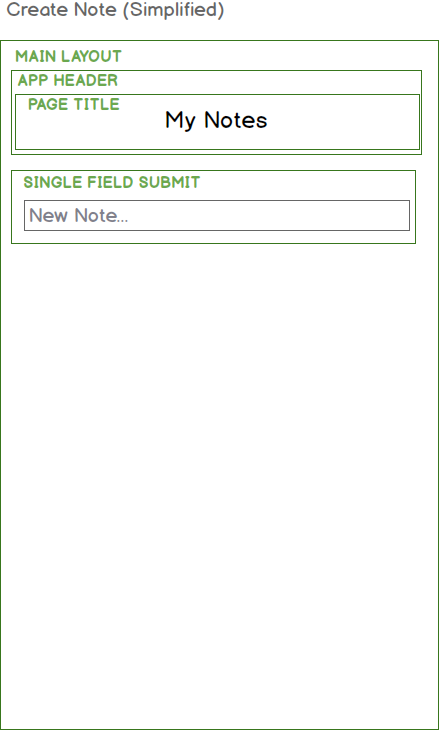 Create Note (Simplified)
MAIN LAYOUT
APP HEADER
PAGE TITLE
My Notes
SINGLE FIELD SUBMIT
New Note...